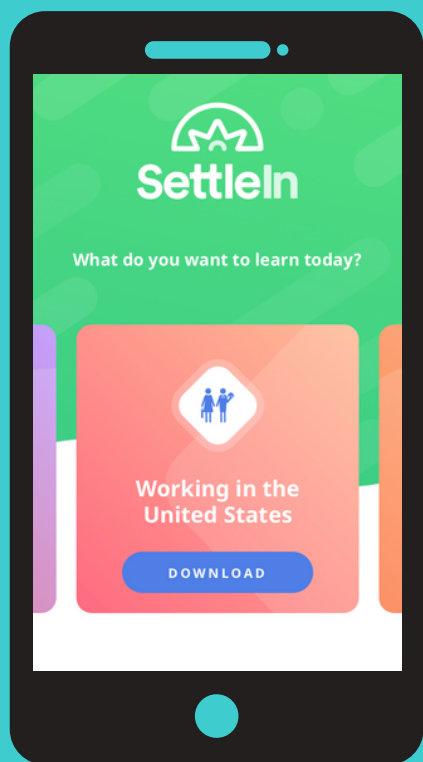 SettleIn
What do you want to learn today?
Working in the
United States
DOWNLOAD